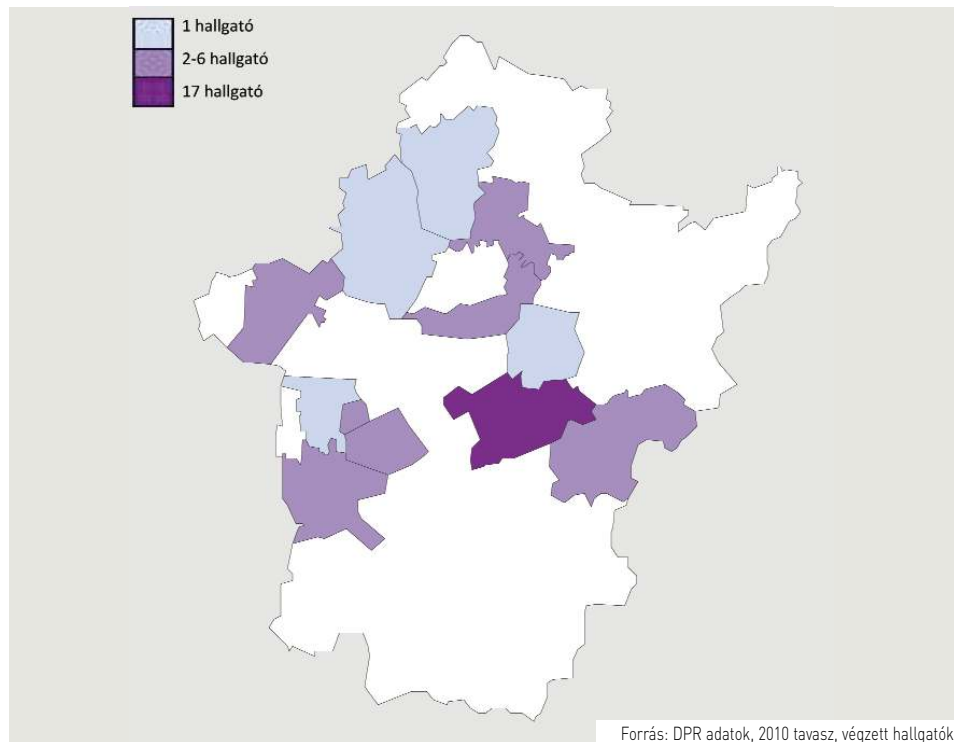 1 hallgató
2-6 hallgató
17 hallgató
Forrás: DPR adatok, 2010 tavasz, végzett hallgatók